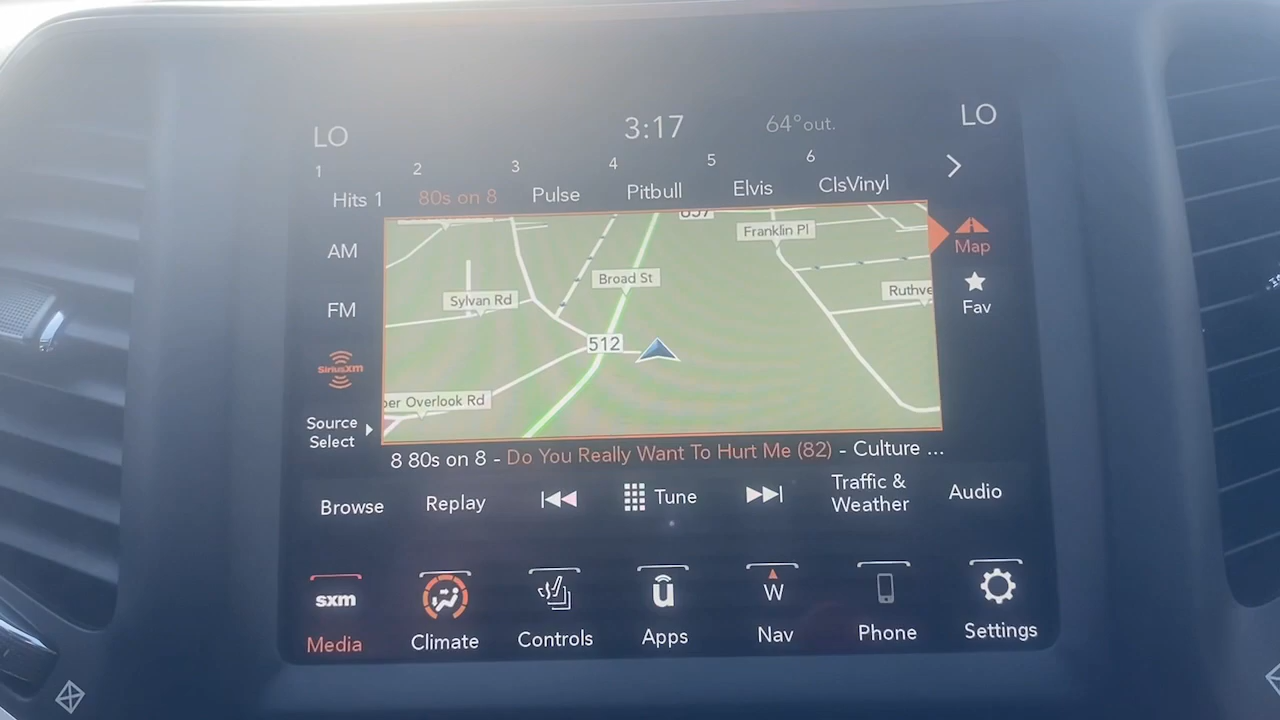 LO 3:17 64°out. LO
1 2 3 4 5 6
Hits 1 80s on 8 Pulse Pitbull Elvis ClsVinyl
AM
FM
SiriusXm
Source
Select
Franklin Pl
Broad St
Sylvan Rd
Ruthve
512
per Overlook Rd
Map
Fav
8 80s on 8 - Do You Really Want To Hurt Me (82) - Culture ...
Browse Replay Tune Traffic &
Weather Audio
sxm u W
Media Climate Controls Apps Nav Phone Settings